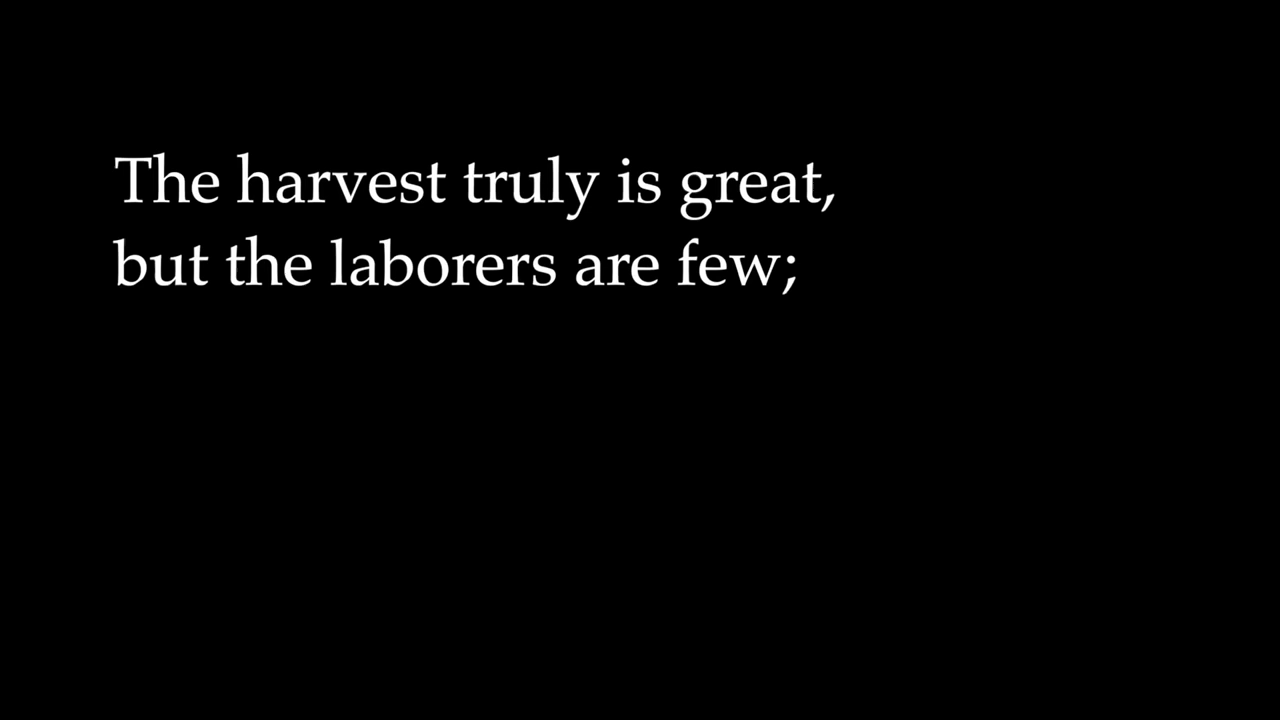 The harvest truly is great,
but the laborers are few;